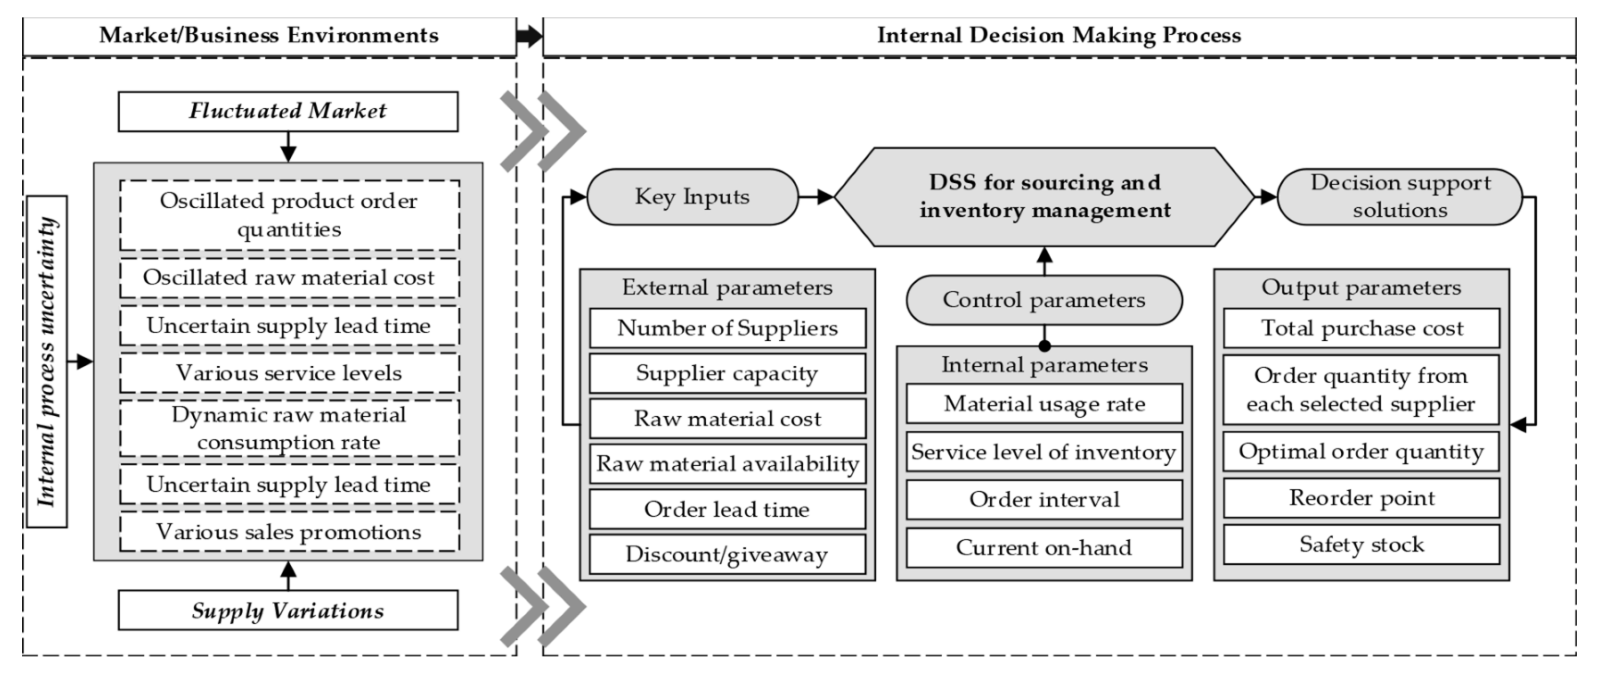 Market/Business Environments
Internal Decision Making Process
Fluctuated Market
Internal process uncertainty
Oscillated product order
quantities
Oscillated raw material cost
Uncertain supply lead time
Various service levels
Dynamic raw material
consumption rate
Uncertain supply lead time
Various sales promotions
Supply Variations
Key Inputs
DSS for sourcing and
inventory management
Decision support
solutions
External parameters
Number of Suppliers
Supplier capacity
Raw material cost
Raw material availability
Order lead time
Discount/giveaway
Control parameters
Internal parameters
Material usage rate
Service level of inventory
Order interval
Current on-hand
Output parameters
Total purchase cost
Order quantity from
each selected supplier
Optimal order quantity
Reorder point
Safety stock